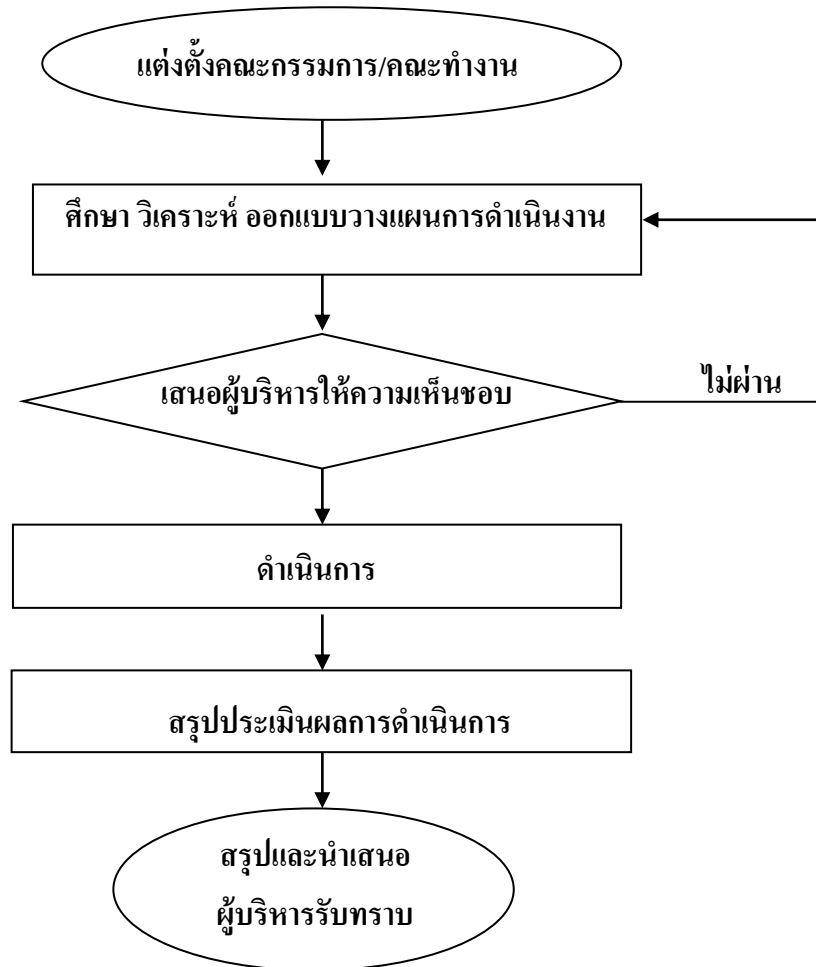 แต่งตั้งคณะกรรมการ/คณะทำงาน
ศึกษา วิเคราะห์ ออกแบบวางแผนการดำเนินงาน
เสนอผู้บริหารให้ความเห็นชอบ
ไม่ผ่าน
ดำเนินการ
สรุปประเมินผลการดำเนินการ
สรุปและนำเสนอ
ผู้บริหารรับทราบ